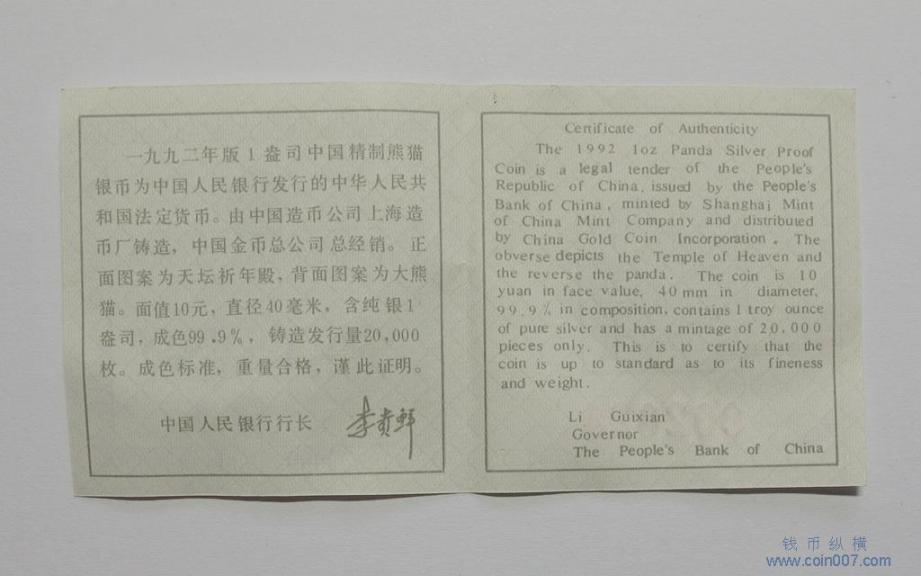 一九九二年版1盎司中国精制熊猫
银币为中国人民银行发行的中华人民共
和国法定货币。由中国造币公司上海造
币厂铸造，中国金币总公司总经销。正
面图案为天坛祈年殿，背面图案为大熊
猫。面值10元，直径40毫米，含纯银1
盎司，成色99.9%，铸造发行量20,000
枚。成色标准，重量合格，谨此证明。
中国人民银行行长 李贵鲜
Certificate of Authenticity
The 1992 1oz Panda Silver Proof
Coin is a legal tender of the People's
Republic of China, issued by the People's
Bank of China, minted by Shanghai Mint
of China Mint Company and distributed
by China Gold Coin Incorporation. The
obverse depicts the Temple of Heaven and
the reverse the panda. The coin is 10
yuan in face value, 40mm in diameter,
99.9% in composition, contains 1 troy ounce
of pure silver and has a mintage of 20,000
pieces only. This is to certify that the
coin is up to standard as to its fineness
and weight.
Li Guixian
Governor
The People's Bank of China
钱币纵横
www.coin007.com